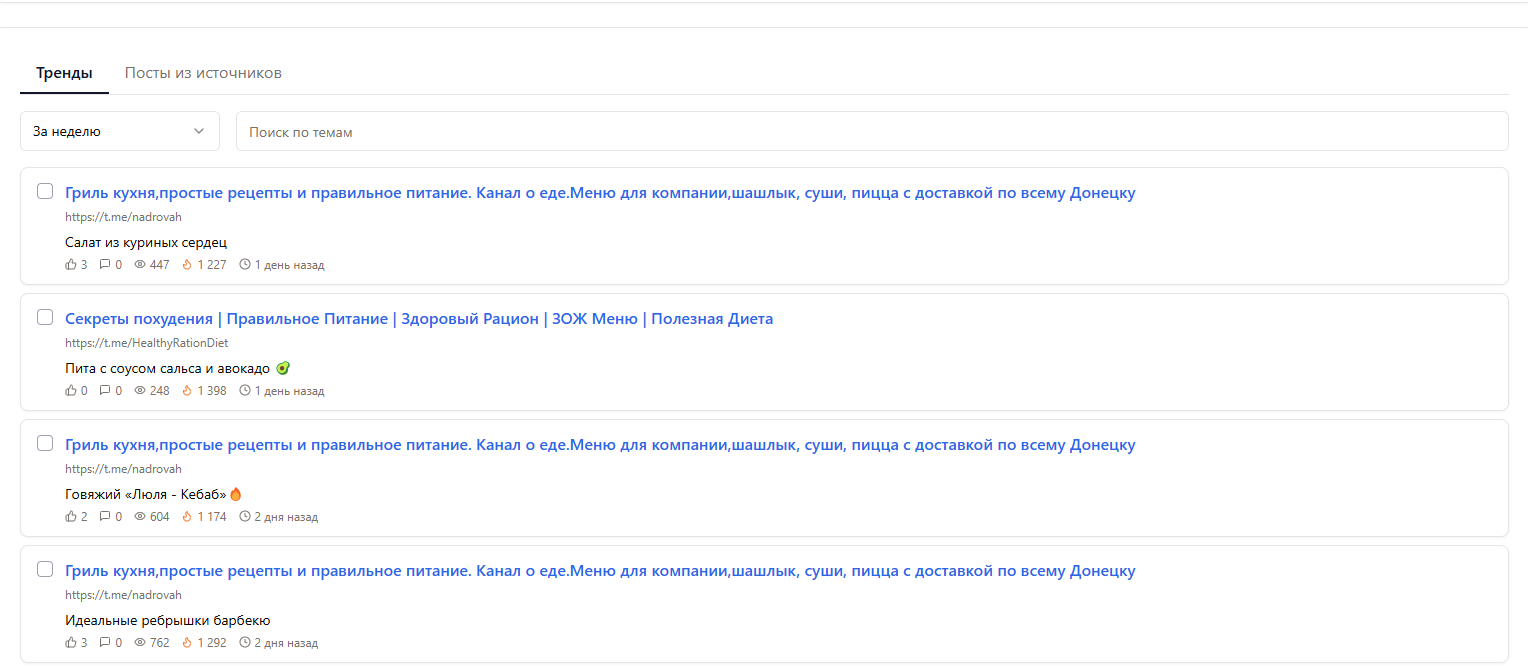 Тренды Посты из источников
За неделю Поиск по темам
Гриль кухня,простые рецепты и правильное питание. Канал о еде.Меню для компании,шашлык, суши, пицца с доставкой по всему Донецку
https://t.me/nadrovah
Салат из куриных сердец
3 0 447 1 227 1 день назад
Секреты похудения | Правильное Питание | Здоровый Рацион | ЗОЖ Меню | Полезная Диета
https://t.me/HealthyRationDiet
Пита с соусом сальса и авокадо 🥑
0 0 248 1 398 1 день назад
Гриль кухня,простые рецепты и правильное питание. Канал о еде.Меню для компании,шашлык, суши, пицца с доставкой по всему Донецку
https://t.me/nadrovah
Говяжий «Люля - Кебаб»🔥
2 0 604 1 174 2 дня назад
Гриль кухня,простые рецепты и правильное питание. Канал о еде.Меню для компании,шашлык, суши, пицца с доставкой по всему Донецку
https://t.me/nadrovah
Идеальные ребрышки барбекю
3 0 762 1 292 2 дня назад